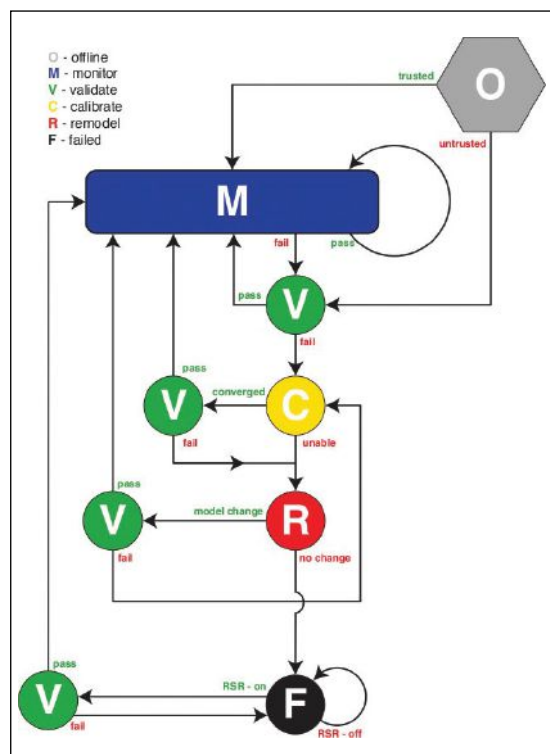 O - offline
M - monitor
V - validate
C - calibrate
R - remodel
F - failed
trusted
O
untrusted
M
fail
pass
pass
V
fail
pass
converged
V
C
fail
unable
pass
model change
V
R
fail
no change
pass
RSR - on
V
F
fail
RSR - off